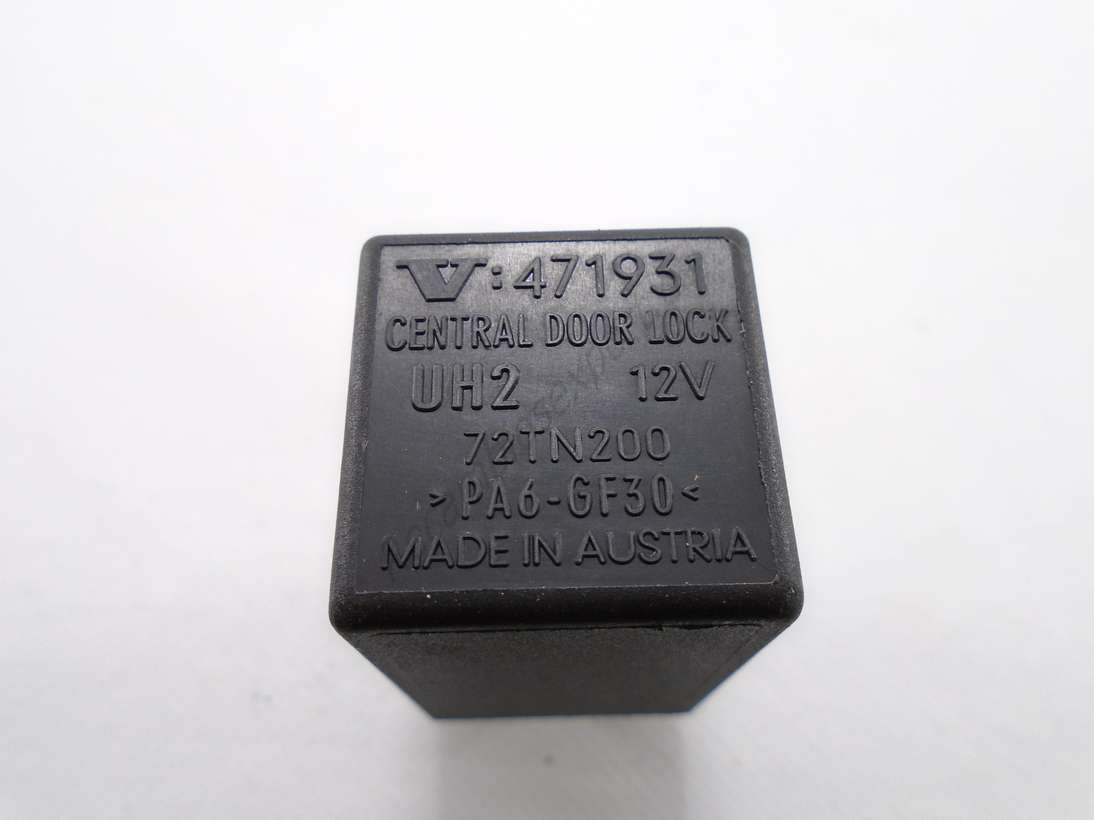 V:471931
CENTRAL DOOR LOCK
UH2 12V
72TN200
>PA6-GF30<
MADE IN AUSTRIA